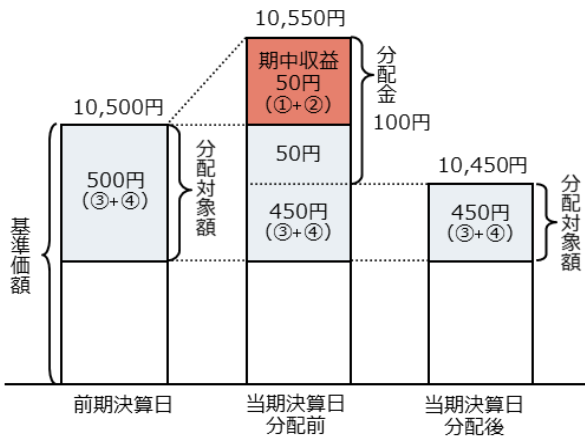 10,550円
期中収益
50円
(①+②)
分配金
100円
10,500円
500円
(③+④)
分配対象額
基準価額
50円
450円
(③+④)
10,450円
450円
(③+④)
分配対象額
前期決算日
当期決算日
分配前
当期決算日
分配後